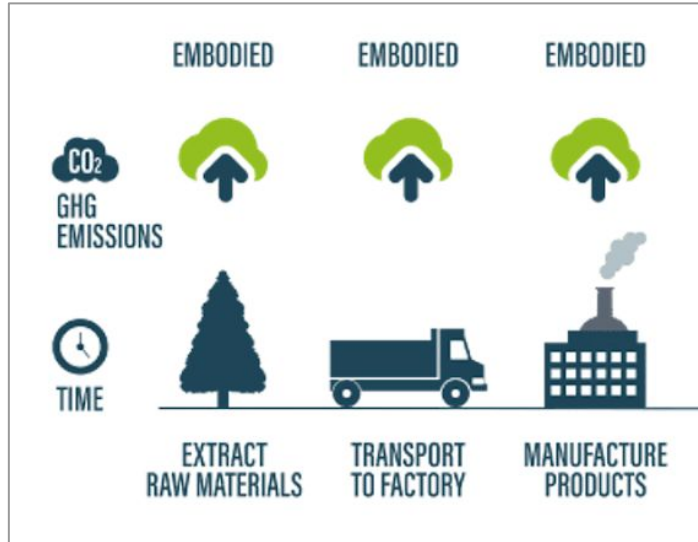 EMBODIED EMBODIED EMBODIED
CO₂
GHG
EMISSIONS
TIME
EXTRACT
RAW MATERIALS
TRANSPORT
TO FACTORY
MANUFACTURE
PRODUCTS